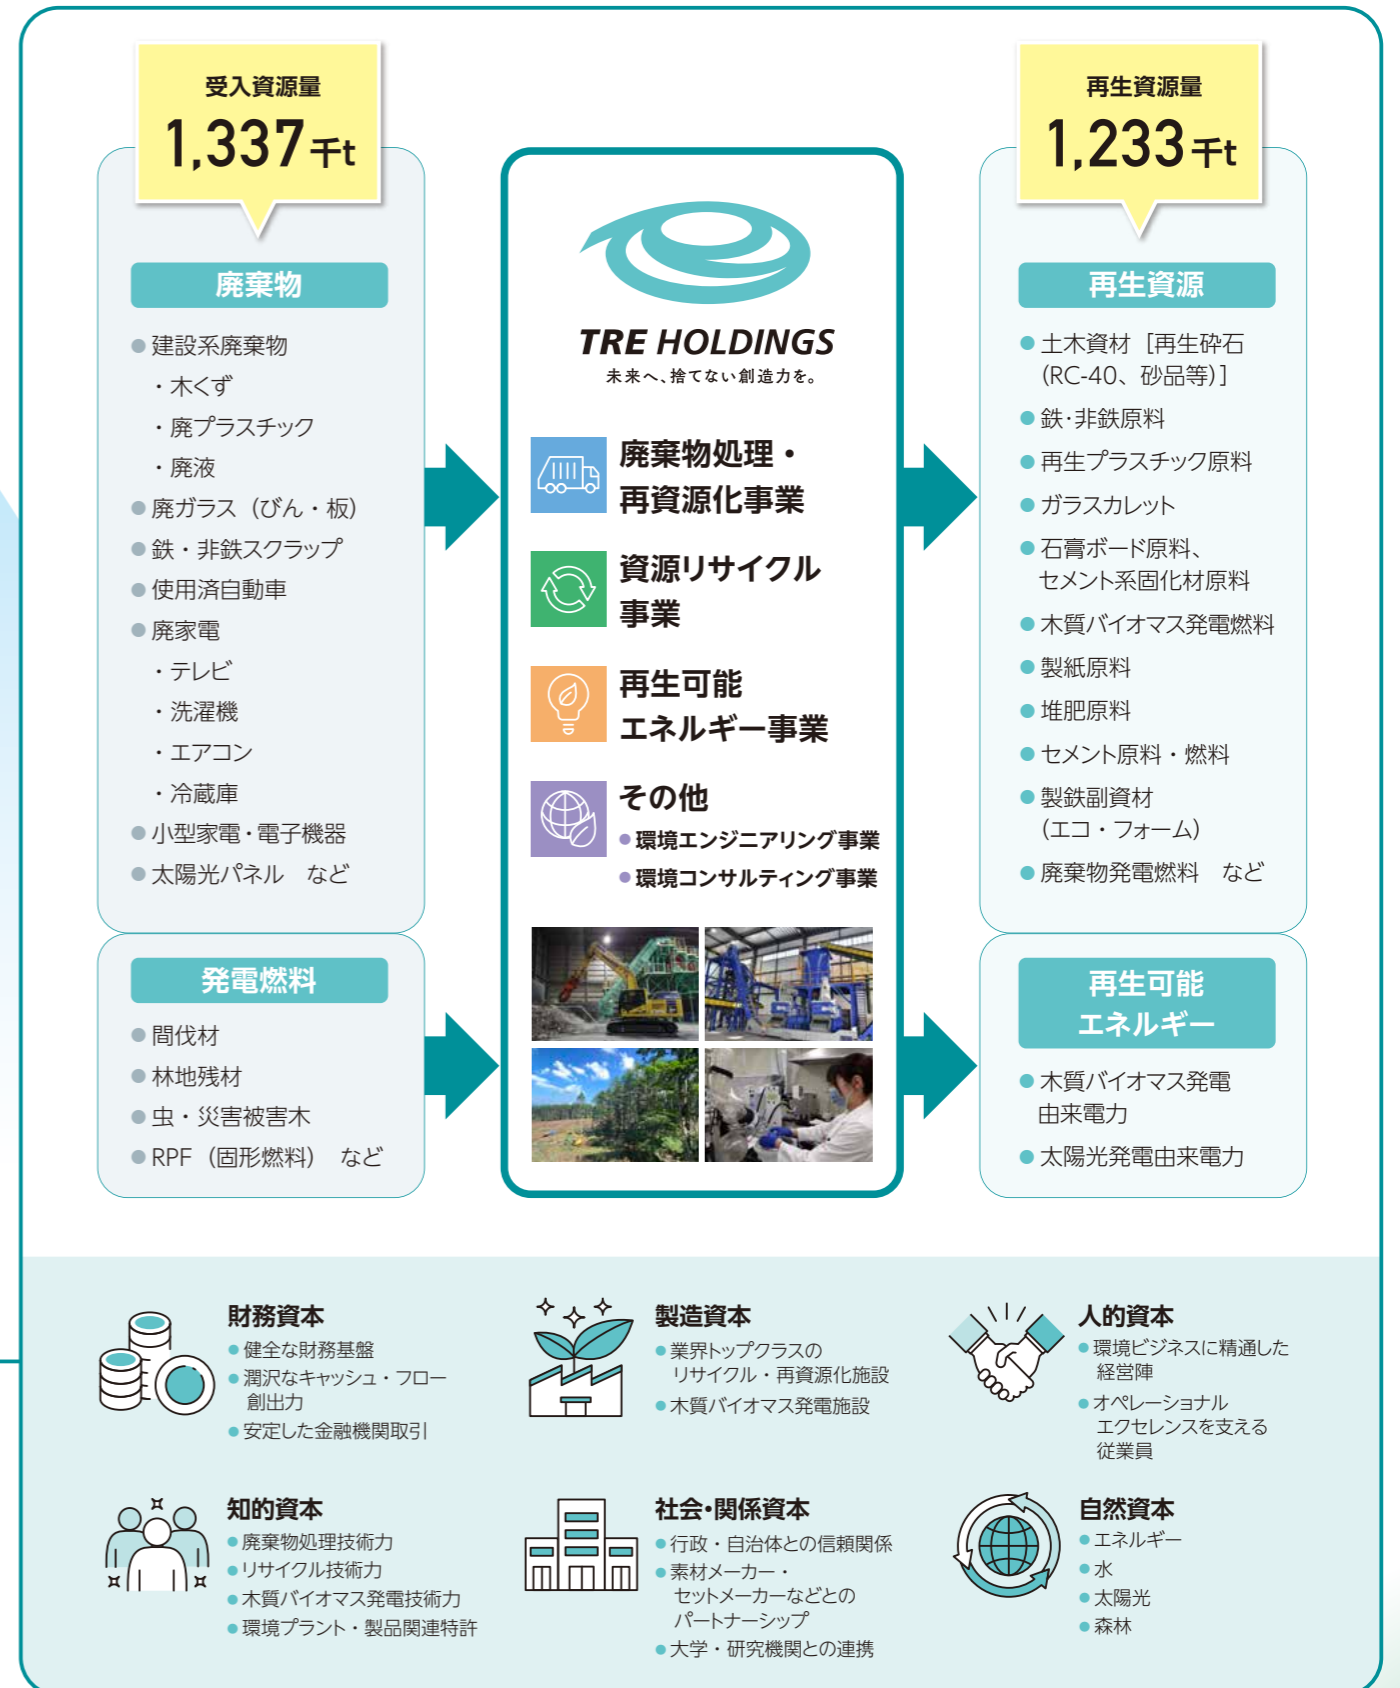 受入資源量
1,337千t
廃棄物
● 建設系廃棄物
・木くず
・廃プラスチック
・廃液
● 廃ガラス（びん・板）
● 鉄・非鉄スクラップ
● 使用済自動車
● 廃家電
・テレビ
・洗濯機
・エアコン
・冷蔵庫
● 小型家電・電子機器
● 太陽光パネル　など
発電燃料
● 間伐材
● 林地残材
● 虫・災害被害木
● RPF（固形燃料）　など
TRE HOLDINGS
未来へ、捨てない創造力を。
廃棄物処理・
再資源化事業
資源リサイクル
事業
再生可能
エネルギー事業
その他
● 環境エンジニアリング事業
● 環境コンサルティング事業
再生資源量
1,233千t
再生資源
● 土木資材［再生砕石
(RC-40、砂品等)］
● 鉄・非鉄原料
● 再生プラスチック原料
● ガラスカレット
● 石膏ボード原料、
セメント系固化材原料
● 木質バイオマス発電燃料
● 製紙原料
● 堆肥原料
● セメント原料・燃料
● 製鉄副資材
（エコ・フォーム）
● 廃棄物発電燃料　など
再生可能
エネルギー
● 木質バイオマス発電
由来電力
● 太陽光発電由来電力
財務資本
● 健全な財務基盤
● 潤沢なキャッシュ・フロー
創出力
● 安定した金融機関取引
製造資本
● 業界トップクラスの
リサイクル・再資源化施設
● 木質バイオマス発電施設
人的資本
● 環境ビジネスに精通した
経営陣
● オペレーショナル
エクセレンスを支える
従業員
知的資本
● 廃棄物処理技術力
● リサイクル技術力
● 木質バイオマス発電技術力
● 環境プラント・製品関連特許
社会・関係資本
● 行政・自治体との信頼関係
● 素材メーカー・
セットメーカーなどとの
パートナーシップ
● 大学・研究機関との連携
自然資本
● エネルギー
● 水
● 太陽光
● 森林